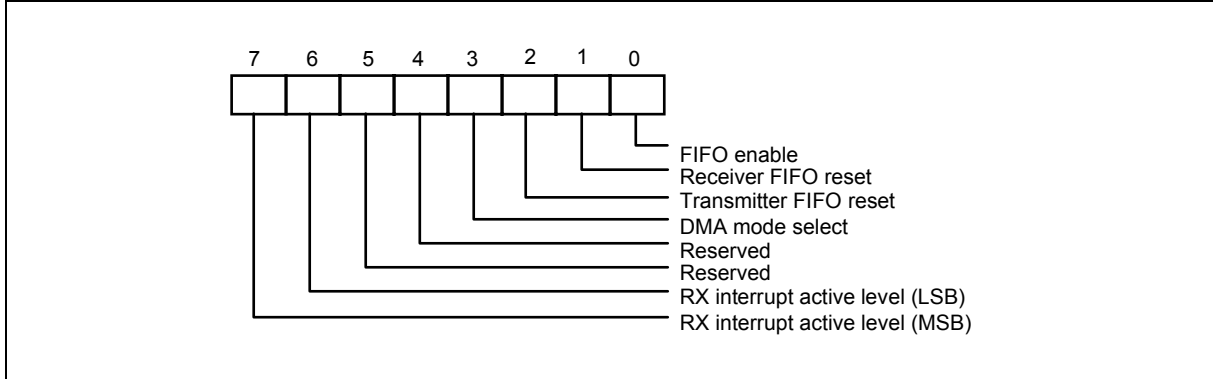 7 6 5 4 3 2 1 0
FIFO enable
Receiver FIFO reset
Transmitter FIFO reset
DMA mode select
Reserved
Reserved
RX interrupt active level (LSB)
RX interrupt active level (MSB)